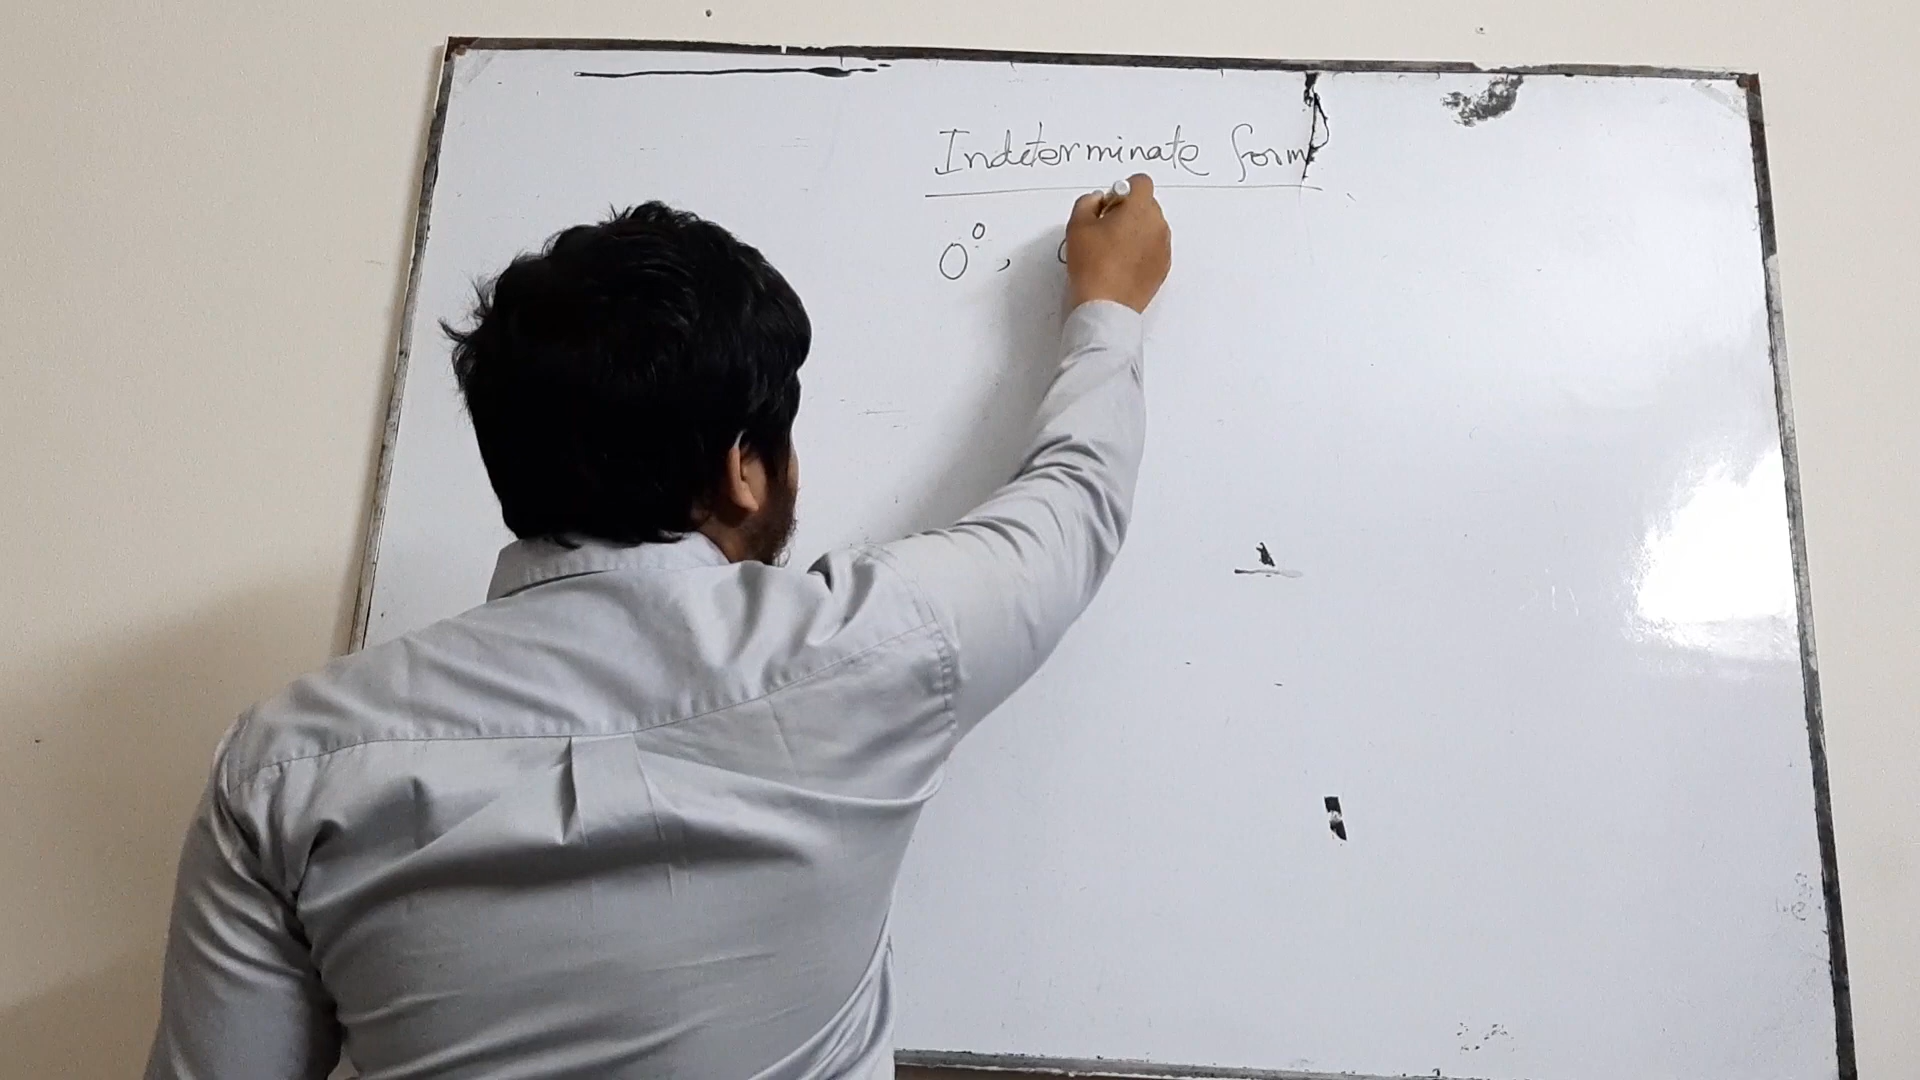 Indeterminate form
0⁰,